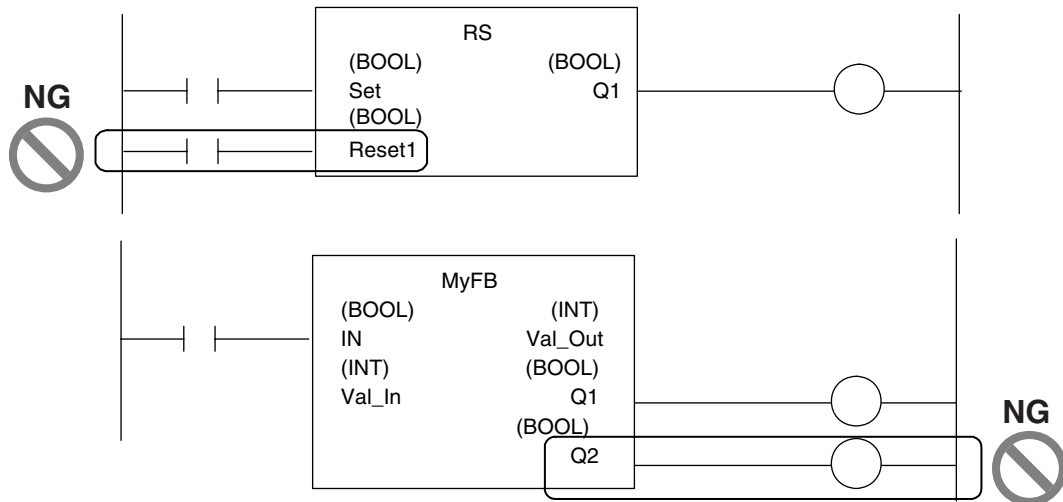 RS
(BOOL) (BOOL)
Set Q1
(BOOL)
Reset1
NG
MyFB
(BOOL) (INT)
IN Val_Out
(INT) (BOOL)
Val_In Q1
(BOOL)
Q2
NG